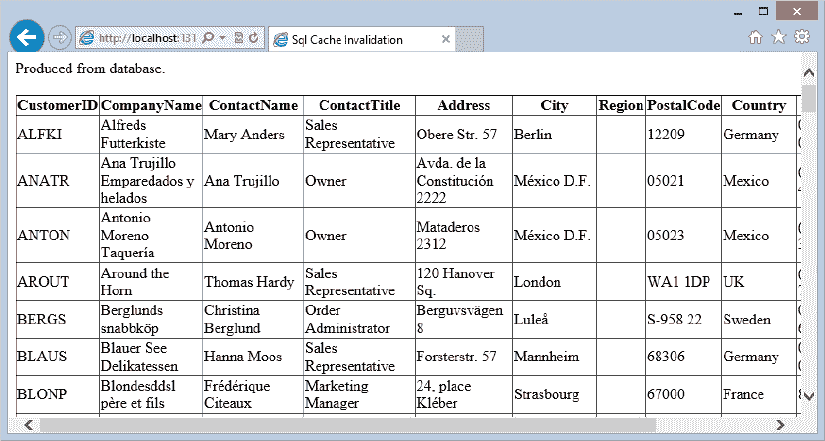 http://localhost:131
Sql Cache Invalidation
Produced from database.
CustomerID CompanyName ContactName ContactTitle Address City Region PostalCode Country
ALFKI Alfreds Futterkiste Mary Anders Sales Representative Obere Str. 57 Berlin 12209 Germany
ANATR Ana Trujillo Emparedados y helados Ana Trujillo Owner Avda. de la Constitución 2222 México D.F. 05021 Mexico
ANTON Antonio Moreno Taquería Antonio Moreno Owner Mataderos 2312 México D.F. 05023 Mexico
AROUT Around the Horn Thomas Hardy Sales Representative 120 Hanover Sq. London WA1 1DP UK
BERGS Berglunds snabbköp Christina Berglund Order Administrator Berguvsvägen 8 Luleå S-958 22 Sweden
BLAUS Blauer See Delikatessen Hanna Moos Sales Representative Forsterstr. 57 Mannheim 68306 Germany
BLONP Blondesddsl père et fils Frédérique Citeaux Marketing Manager 24, place Kléber Strasbourg 67000 France